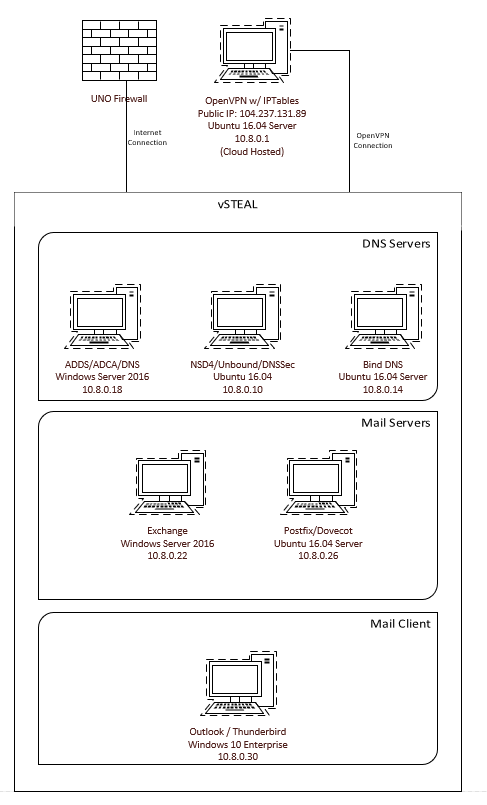 UNO Firewall
OpenVPN w/ IPTables
Public IP: 104.237.131.89
Ubuntu 16.04 Server
10.8.0.1
(Cloud Hosted)
Internet
Connection
OpenVPN
Connection
vSTEAL
DNS Servers
ADDS/ADCA/DNS
Windows Server 2016
10.8.0.18
NSD4/Unbound/DNSSec
Ubuntu 16.04
10.8.0.10
Bind DNS
Ubuntu 16.04 Server
10.8.0.14
Mail Servers
Exchange
Windows Server 2016
10.8.0.22
Postfix/Dovecot
Ubuntu 16.04 Server
10.8.0.26
Mail Client
Outlook / Thunderbird
Windows 10 Enterprise
10.8.0.30